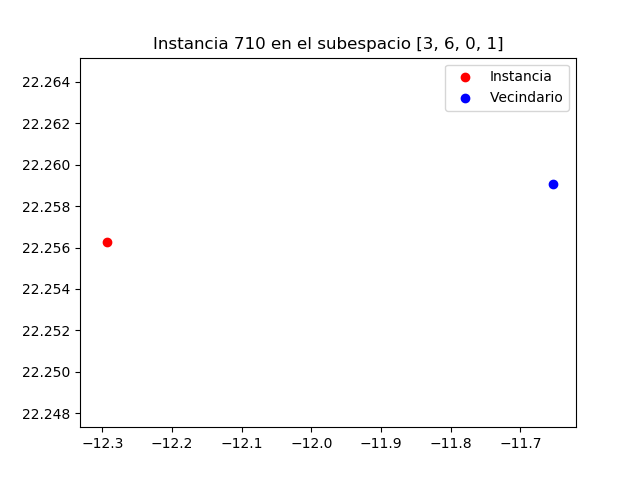 Instancia 710 en el subespacio [3, 6, 0, 1]
Instancia
Vecindario
22.264
22.262
22.260
22.258
22.256
22.254
22.252
22.250
22.248
−12.3 −12.2 −12.1 −12.0 −11.9 −11.8 −11.7